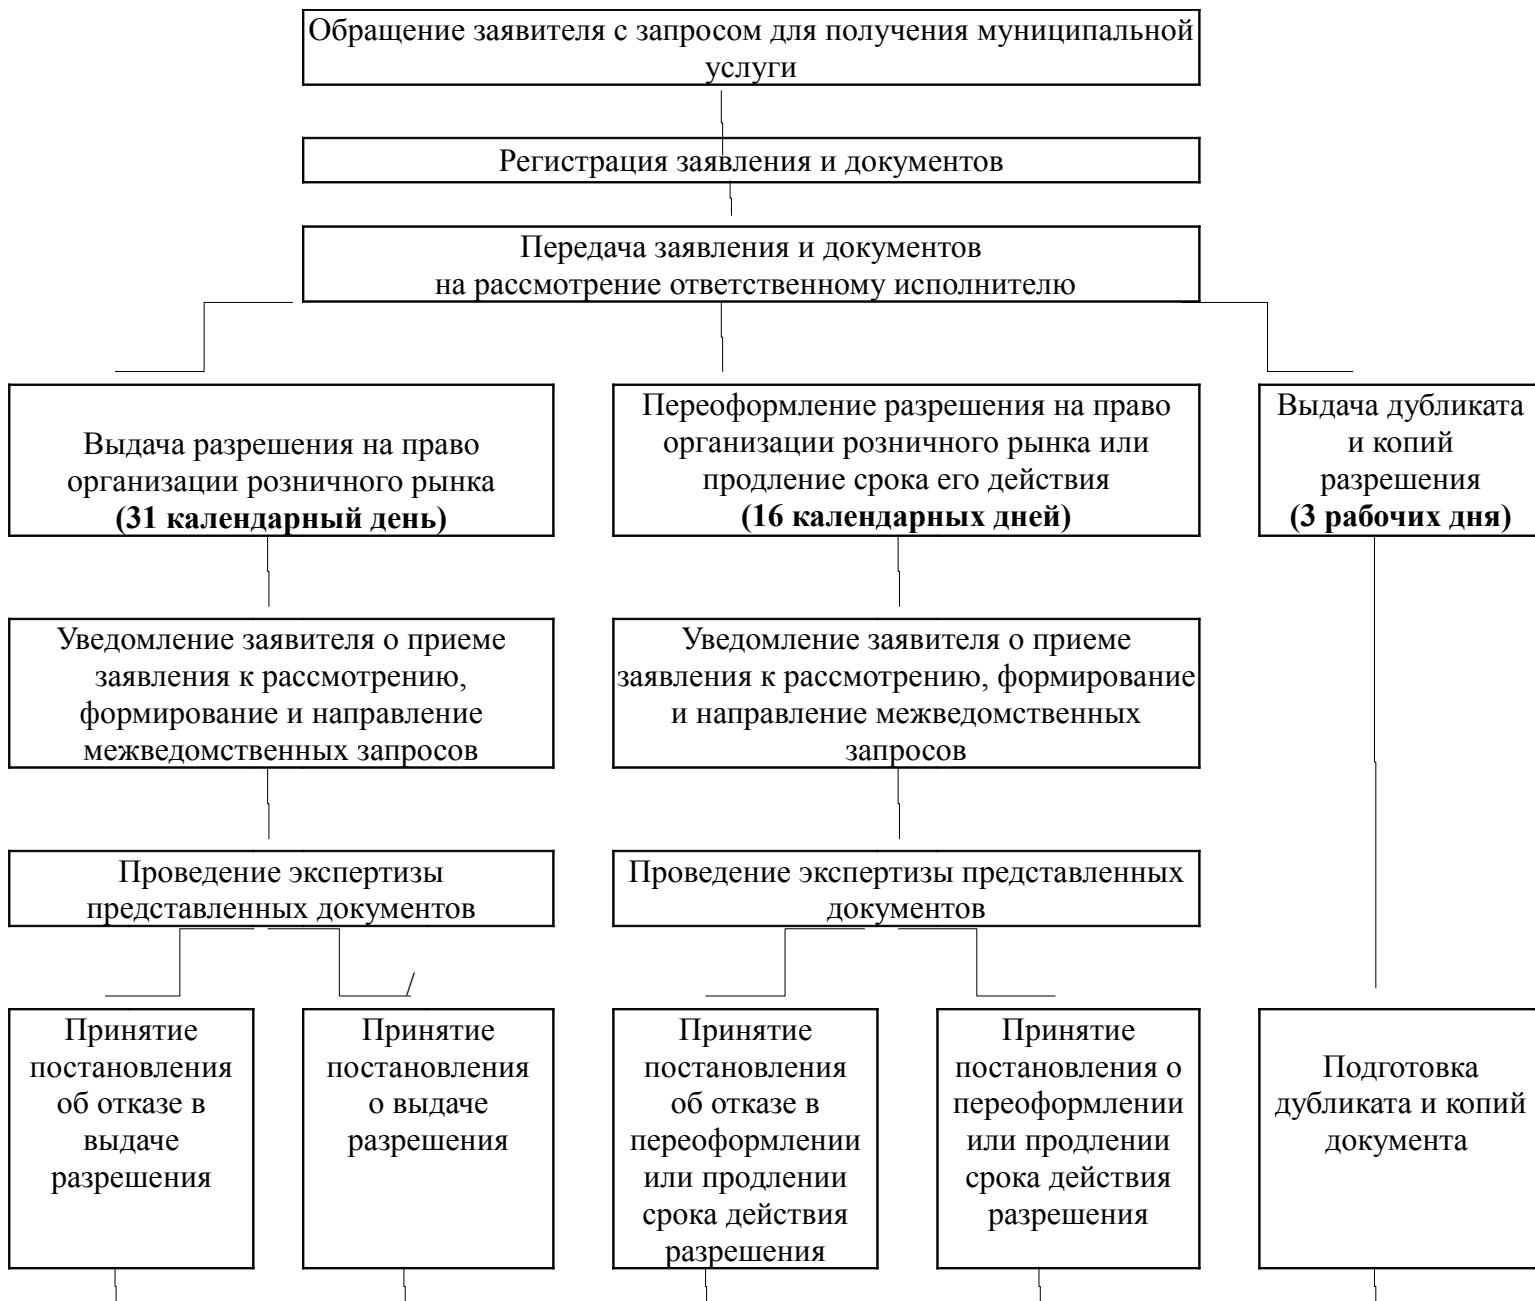 Обращение заявителя с запросом для получения муниципальной
услуги
Регистрация заявления и документов
Передача заявления и документов
на рассмотрение ответственному исполнителю
Выдача разрешения на право
организации розничного рынка
(31 календарный день)
Переоформление разрешения на право
организации розничного рынка или
продление срока его действия
(16 календарных дней)
Выдача дубликата
и копий
разрешения
(3 рабочих дня)
Уведомление заявителя о приеме
заявления к рассмотрению,
формирование и направление
межведомственных запросов
Уведомление заявителя о приеме
заявления к рассмотрению, формирование
и направление межведомственных
запросов
Проведение экспертизы
представленных документов
Проведение экспертизы представленных
документов
/
Принятие
постановления
об отказе в
выдаче
разрешения
Принятие
постановления
о выдаче
разрешения
Принятие
постановления
об отказе в
переоформлении
или продлении
срока действия
разрешения
Принятие
постановления о
переоформлении
или продлении
срока действия
разрешения
Подготовка
дубликата и копий
документа